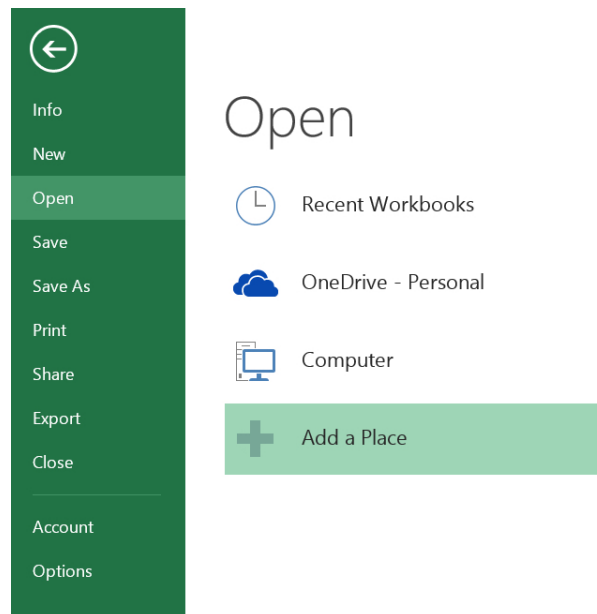 Info
New
Open
Save
Save As
Print
Share
Export
Close
Account
Options
Open
Recent Workbooks
OneDrive - Personal
Computer
Add a Place